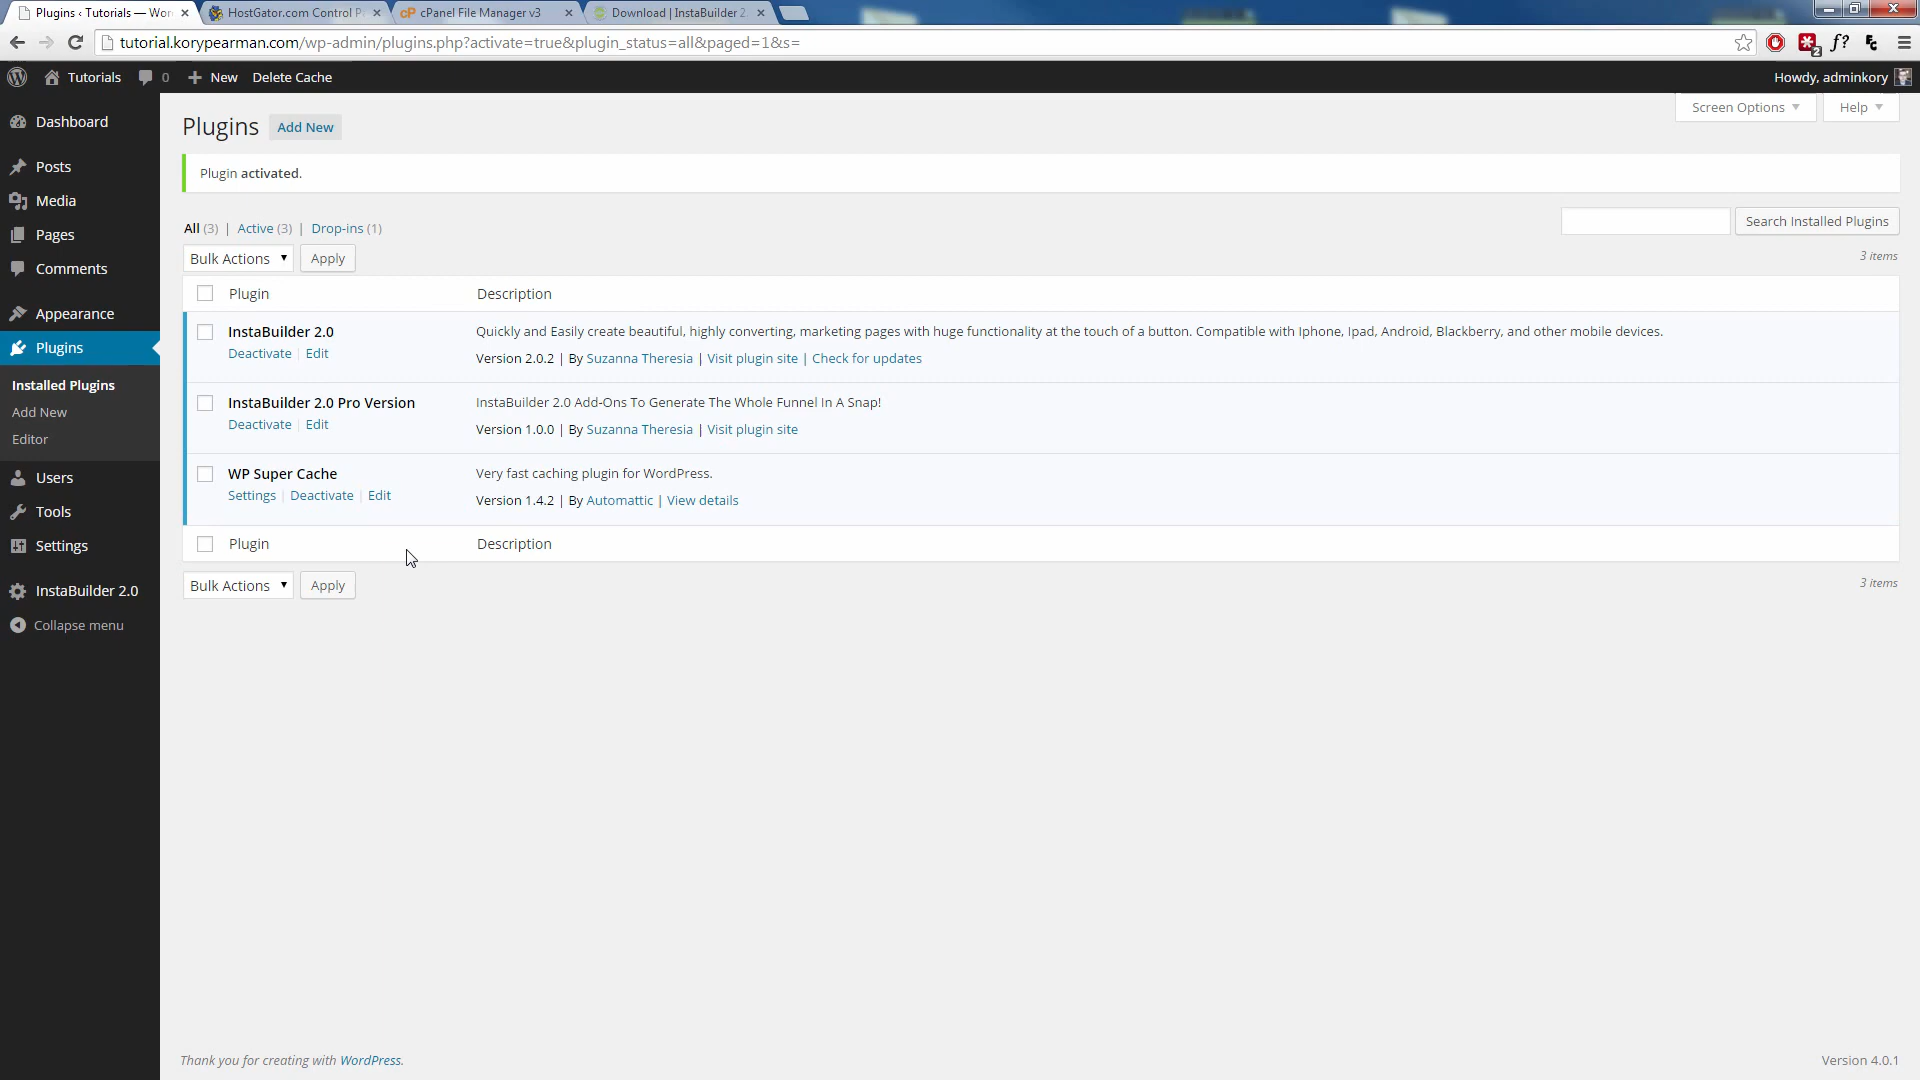 Plugins ‹ Tutorials — Wor
HostGator.com Control P
cPanel File Manager v3
Download | InstaBuilder 2
tutorial.korypearman.com/wp-admin/plugins.php?activate=true&plugin_status=all&paged=1&s=
f?
2
Tutorials
0
New
Delete Cache
Howdy, adminkory
Dashboard
Posts
Media
Pages
Comments
Appearance
Plugins
Installed Plugins
Add New
Editor
Users
Tools
Settings
InstaBuilder 2.0
Collapse menu
Screen Options
Help
Plugins
Add New
Plugin activated.
All (3) | Active (3) | Drop-ins (1)
Search Installed Plugins
Bulk Actions
Apply
3 items
Plugin
Description
InstaBuilder 2.0
Quickly and Easily create beautiful, highly converting, marketing pages with huge functionality at the touch of a button. Compatible with Iphone, Ipad, Android, Blackberry, and other mobile devices.
Deactivate | Edit
Version 2.0.2 | By Suzanna Theresia | Visit plugin site | Check for updates
InstaBuilder 2.0 Pro Version
InstaBuilder 2.0 Add-Ons To Generate The Whole Funnel In A Snap!
Deactivate | Edit
Version 1.0.0 | By Suzanna Theresia | Visit plugin site
WP Super Cache
Very fast caching plugin for WordPress.
Settings | Deactivate | Edit
Version 1.4.2 | By Automattic | View details
Plugin
Description
Bulk Actions
Apply
3 items
Thank you for creating with WordPress.
Version 4.0.1